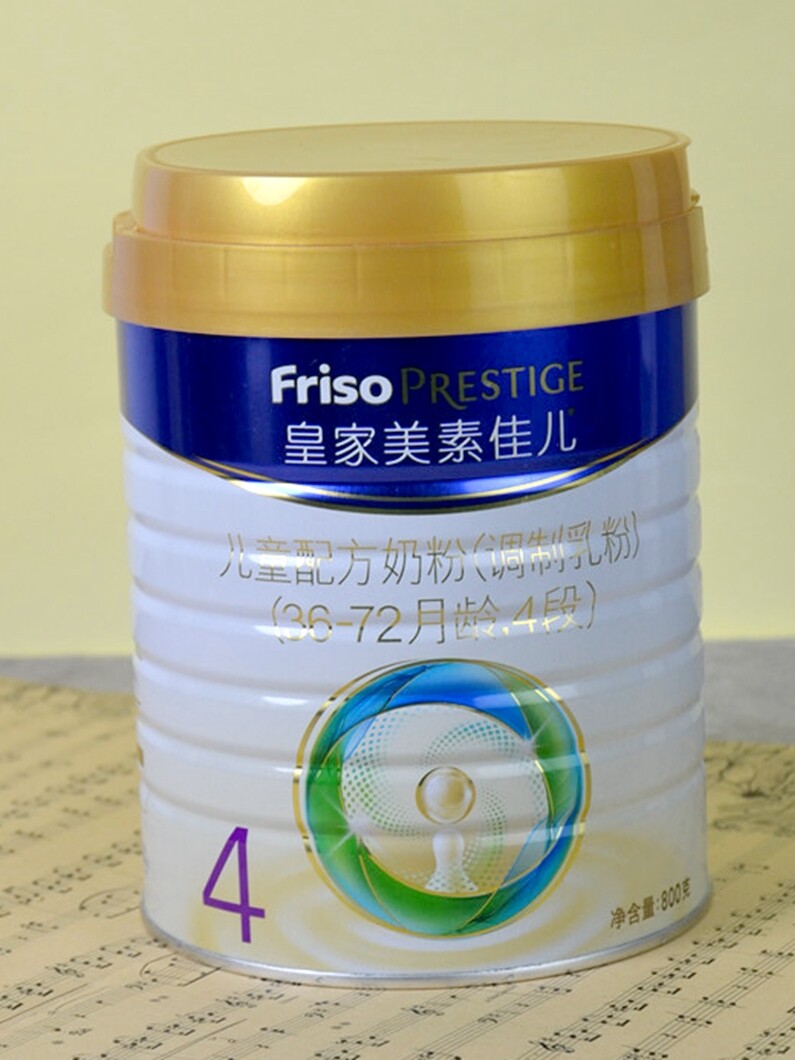 Friso PRESTIGE
皇家美素佳儿
儿童配方奶粉(调制乳粉)
(36-72月龄,4段)
4
净含量:800克